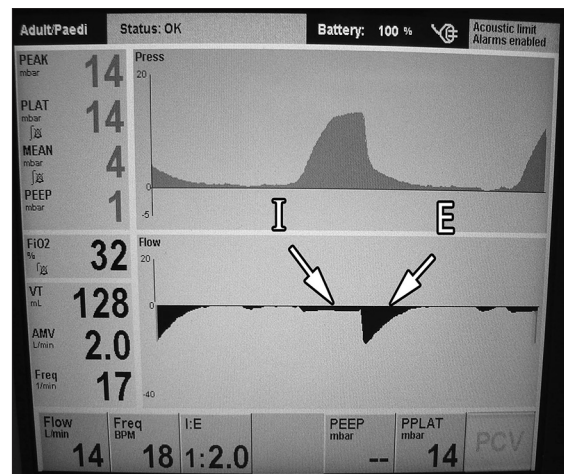 Adult/Paedi Status: OK Battery: 100 % Acoustic limit
Alarms enabled
PEAK
mbar 14
PLAT
mbar 14
MEAN
mbar 4
PEEP
mbar 1
FiO2
% 32
VT
mL 128
AMV
L/min 2.0
Freq
1/min 17
Press
20
0
-5
I E
Flow
20
0
-40
Flow
L/min 14
Freq
BPM 18
I:E
1:2.0
PEEP
mbar --
PPLAT
mbar 14
PCV